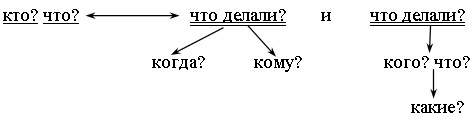 кто? что? что делали? и что делали?
когда? кому? кого? что?
какие?